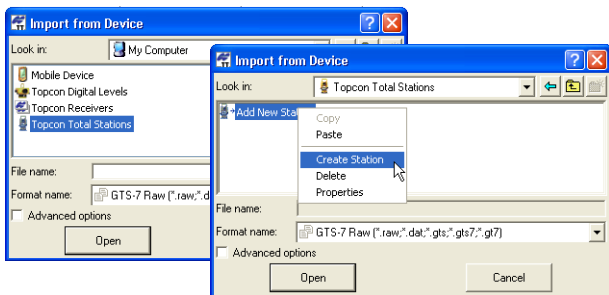 Import from Device
Look in:
My Computer
Mobile Device
Topcon Digital Levels
Topcon Receivers
Topcon Total Stations
File name:
Format name:
GTS-7 Raw (*.raw;*.d
Advanced options
Open
Import from Device
Look in:
Topcon Total Stations
Add New Sta
Copy
Paste
Create Station
Delete
Properties
File name:
Format name:
GTS-7 Raw (*.raw;*.dat;*.gts;*.gts7;*.gt7)
Advanced options
Open
Cancel